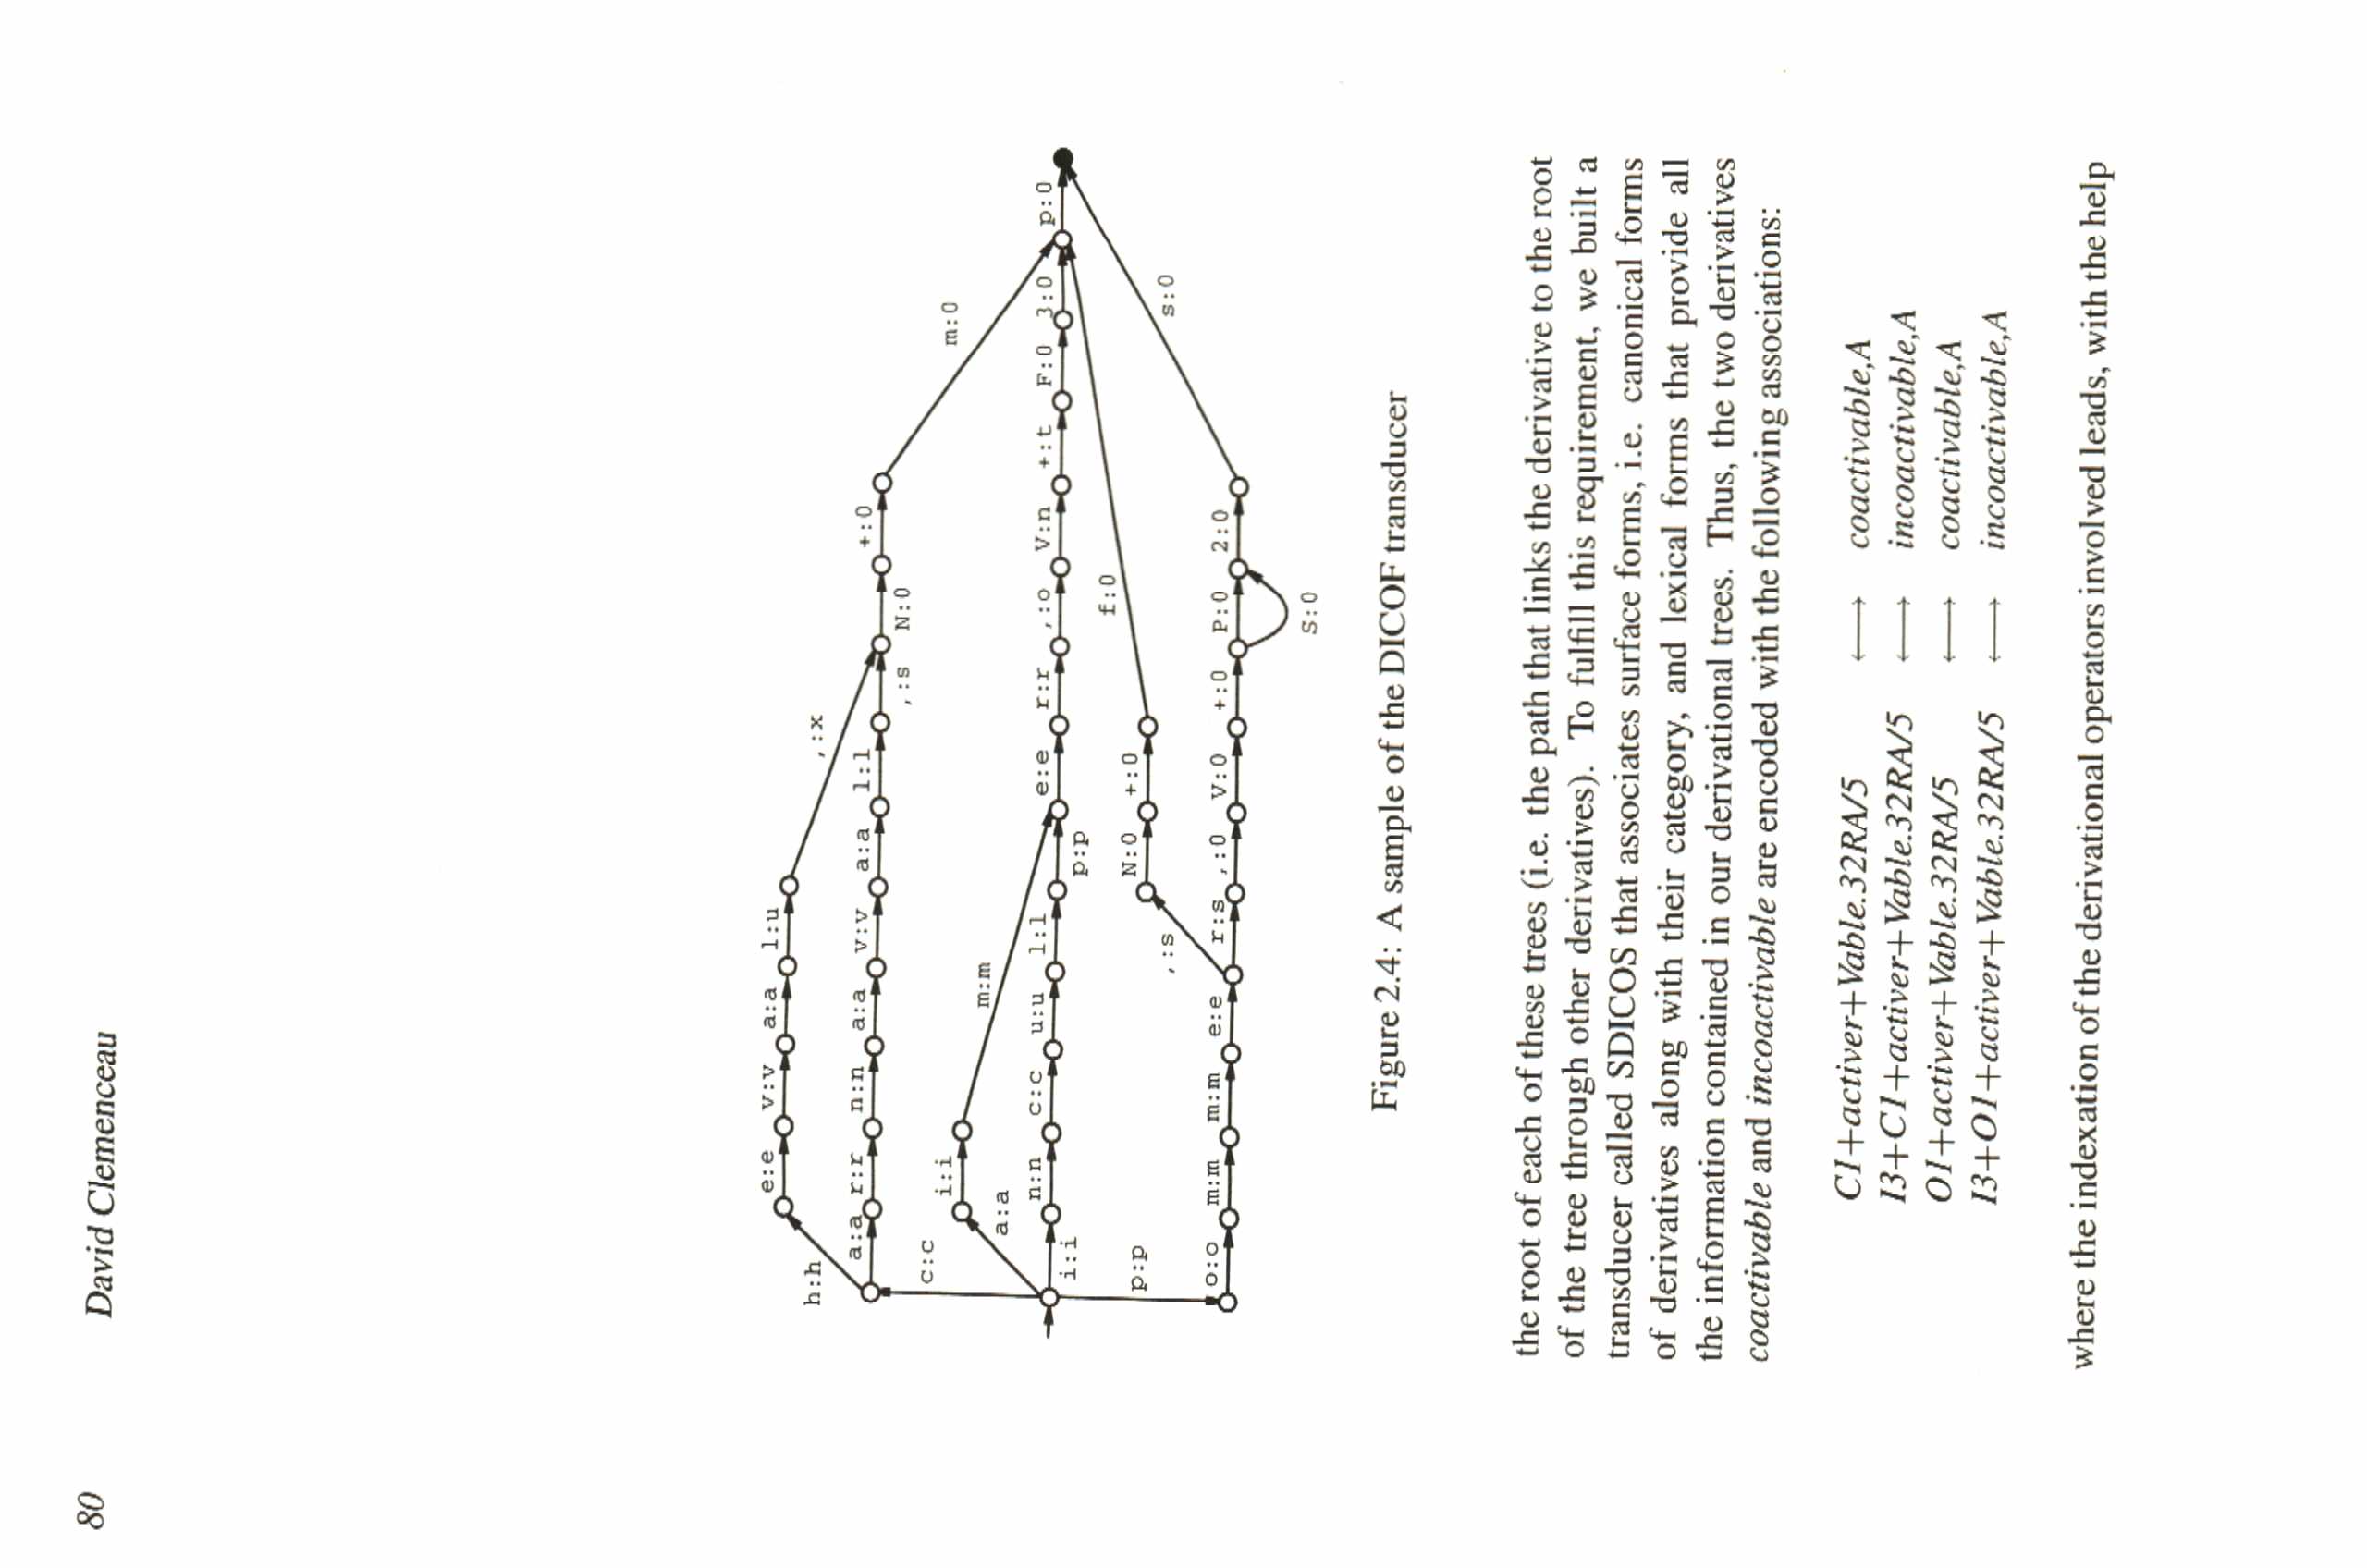 80 David Clemenceau
h:h e:e v:v a:a l:u ,:x
a:a r:r n:n a:a v:v a:a l:l ,:s N:0 +:0 m:0
c:c
a:a i:i m:m
i:i n:n c:c u:u l:l p:p e:e r:r ,:o V:n +:t F:0 3:0 p:0
,:s N:0 +:0 f:0
p:p
o:o m:m m:m e:e r:s ,:0 V:0 +:0 P:0 2:0 s:0
S:0
Figure 2.4: A sample of the DICOF transducer
the root of each of these trees (i.e. the path that links the derivative to the root
of the tree through other derivatives). To fulfill this requirement, we built a
transducer called SDICOS that associates surface forms, i.e. canonical forms
of derivatives along with their category, and lexical forms that provide all
the information contained in our derivational trees. Thus, the two derivatives
coactivable and incoactivable are encoded with the following associations:
C1+activer+Vable.32RA/5 ⟷ coactivable,A
I3+C1+activer+Vable.32RA/5 ⟷ incoactivable,A
O1+activer+Vable.32RA/5 ⟷ coactivable,A
I3+O1+activer+Vable.32RA/5 ⟷ incoactivable,A
where the indexation of the derivational operators involved leads, with the help